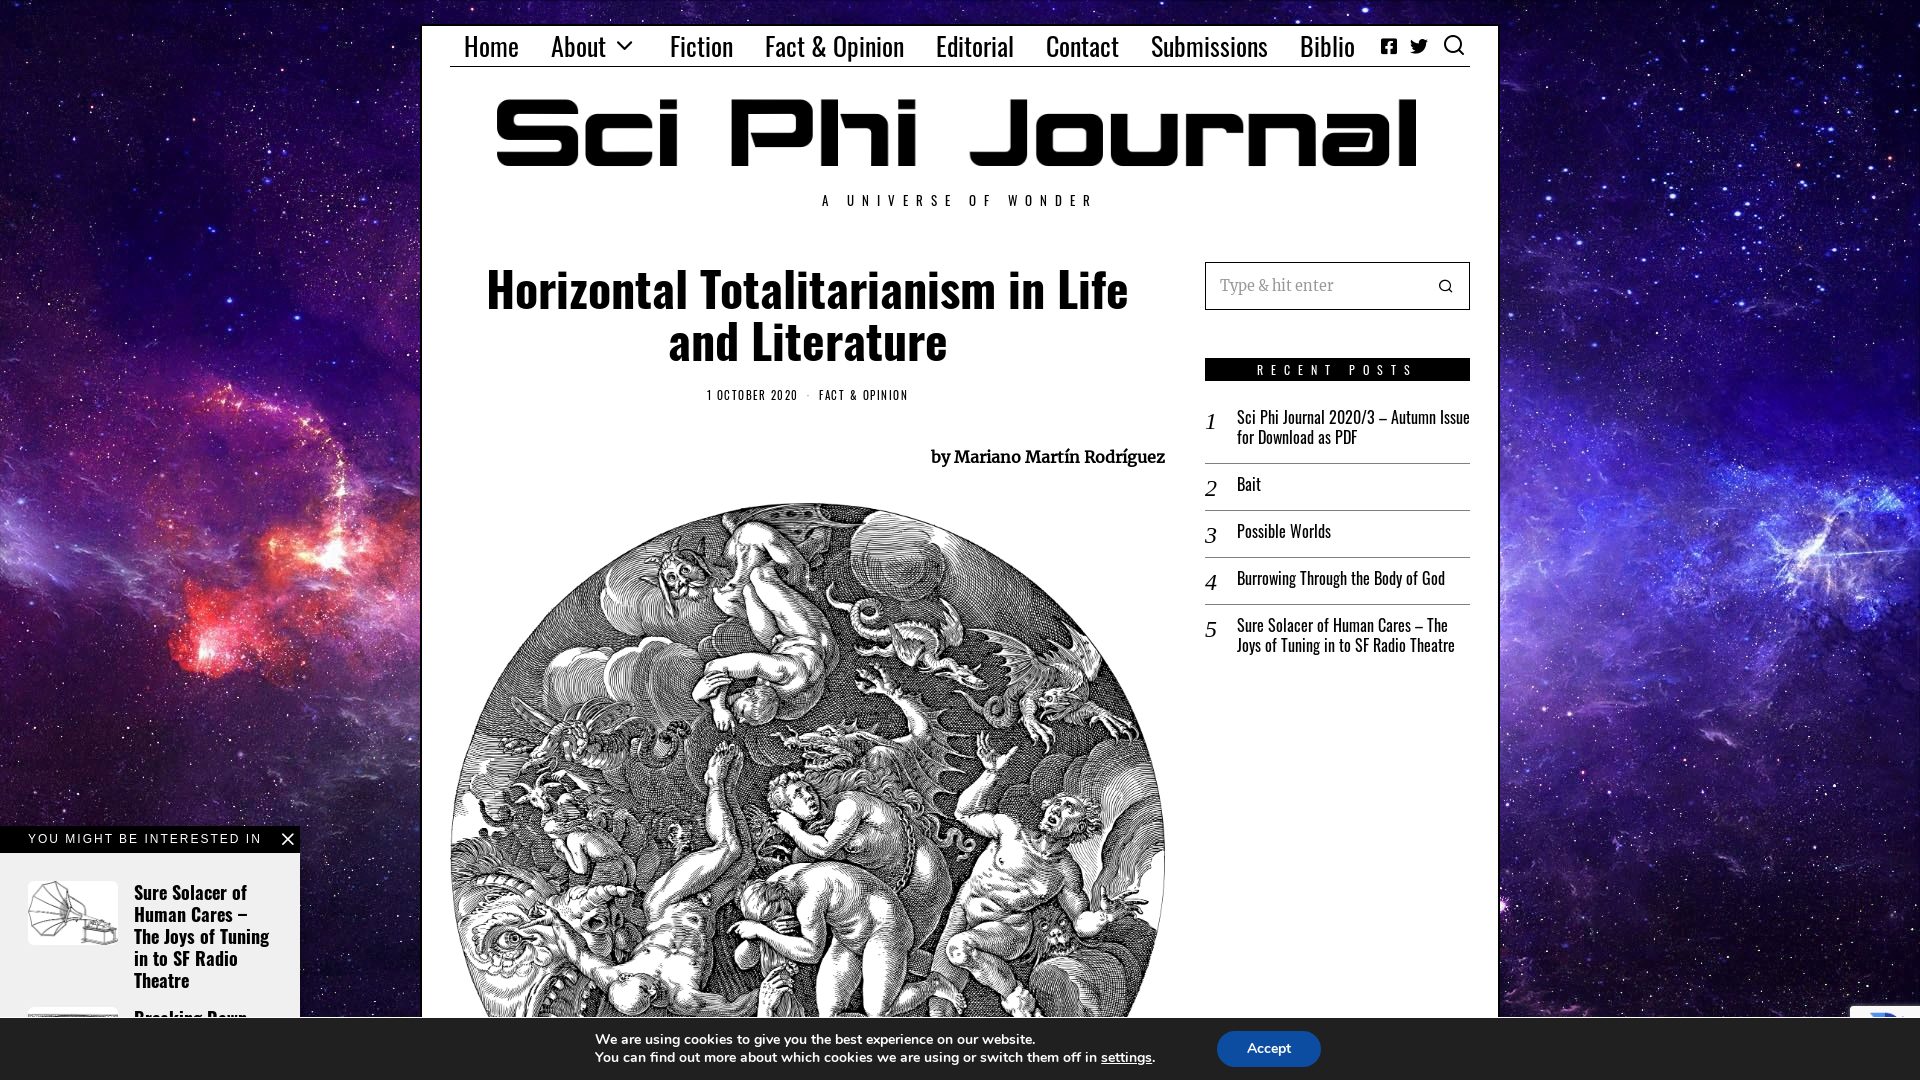 Home About Fiction Fact & Opinion Editorial Contact Submissions Biblio
Sci Phi Journal
A UNIVERSE OF WONDER
Horizontal Totalitarianism in Life
and Literature
1 OCTOBER 2020 · FACT & OPINION
by Mariano Martín Rodríguez
Type & hit enter
RECENT POSTS
1 Sci Phi Journal 2020/3 – Autumn Issue
for Download as PDF
2 Bait
3 Possible Worlds
4 Burrowing Through the Body of God
5 Sure Solacer of Human Cares – The
Joys of Tuning in to SF Radio Theatre
YOU MIGHT BE INTERESTED IN
Sure Solacer of
Human Cares –
The Joys of Tuning
in to SF Radio
Theatre
Breaking Down
We are using cookies to give you the best experience on our website.
You can find out more about which cookies we are using or switch them off in settings.
Accept